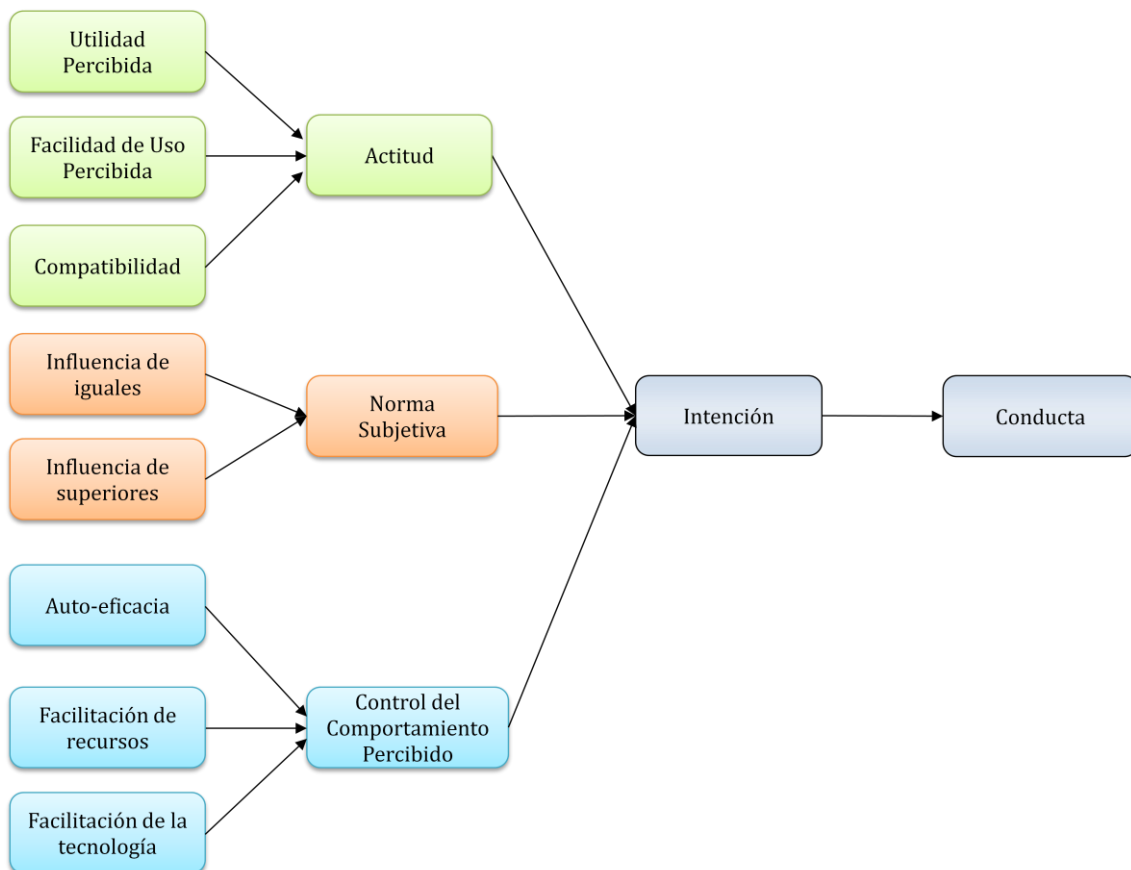 Utilidad
Percibida
Facilidad de Uso
Percibida
Compatibilidad
Actitud
Influencia de
iguales
Influencia de
superiores
Norma
Subjetiva
Intención
Conducta
Auto-eficacia
Facilitación de
recursos
Facilitación de la
tecnología
Control del
Comportamiento
Percibido